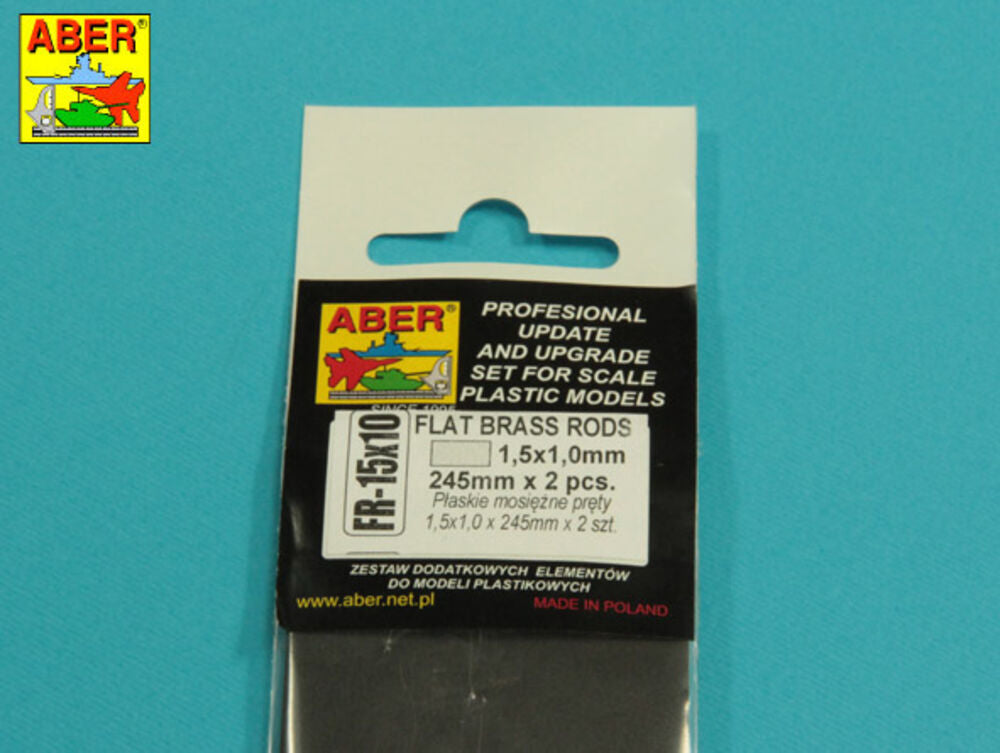 ABER®
ABER®
PROFESIONAL
UPDATE
AND UPGRADE
SET FOR SCALE
PLASTIC MODELS
SINCE 1995
FR-15x10
FLAT BRASS RODS
1,5x1,0mm
245mm x 2 pcs.
Płaskie mosiężne pręty
1,5x1,0 x 245mm x 2 szt.
ZESTAW DODATKOWYCH ELEMENTÓW
DO MODELI PLASTIKOWYCH
www.aber.net.pl
MADE IN POLAND